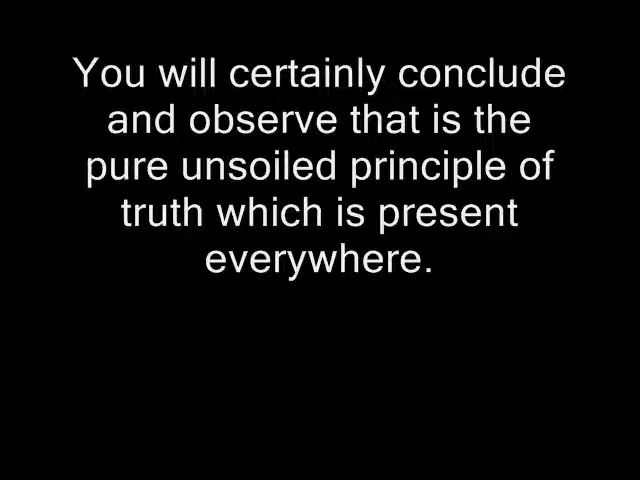 You will certainly conclude
and observe that is the
pure unsoiled principle of
truth which is present
everywhere.